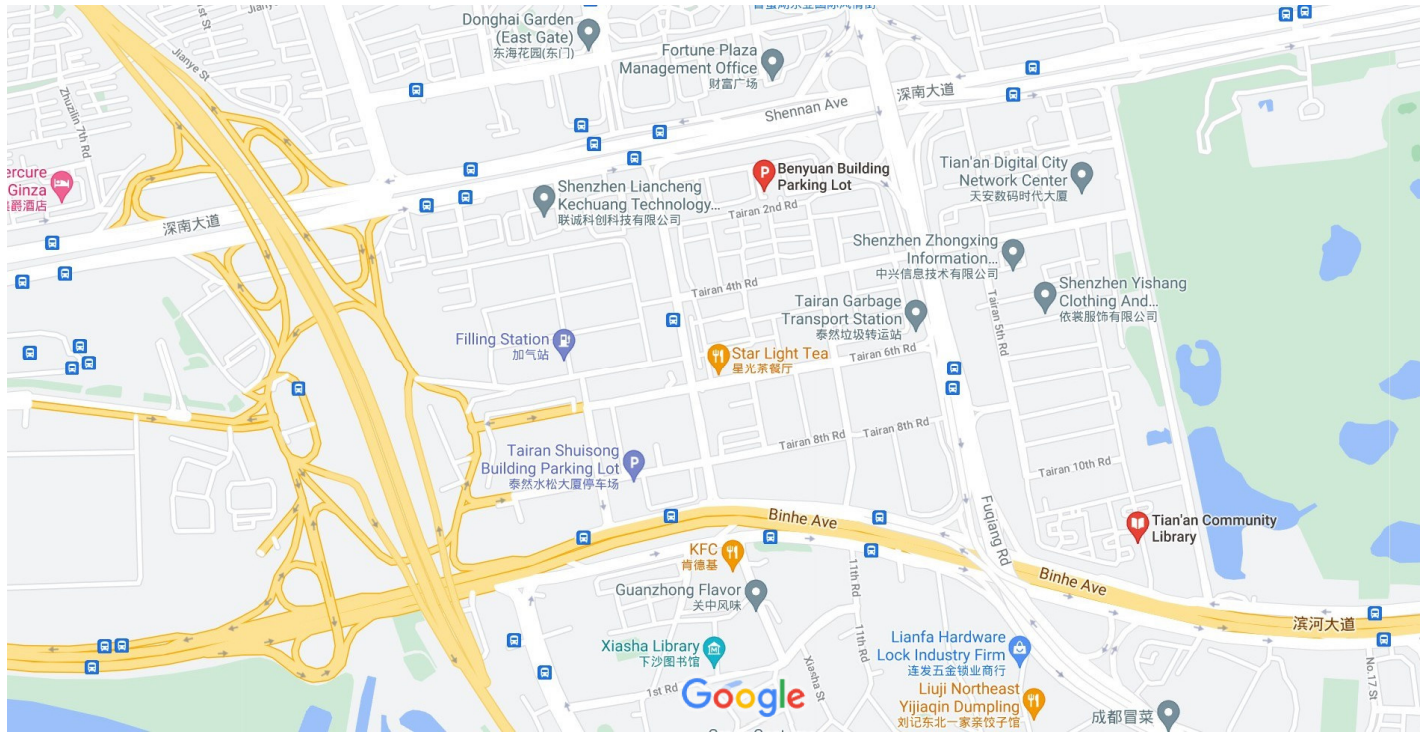 Donghai Garden
(East Gate)
东海花园(东门)
Fortune Plaza
Management Office
财富广场
Jianye St
Zhuzilin 7th Rd
Shennan Ave
深南大道
ercure
Ginza
爵酒店
深南大道
Shenzhen Liancheng
Kechuang Technology...
联诚科创科技有限公司
Benyuan Building
Parking Lot
Tairan 2nd Rd
Tian'an Digital City
Network Center
天安数码时代大厦
Shenzhen Zhongxing
Information...
中兴信息技术有限公司
Tairan 4th Rd
Shenzhen Yishang
Clothing And...
依裳服饰有限公司
Tairan Garbage
Transport Station
泰然垃圾转运站
Tairan 5th Rd
Filling Station
加气站
Star Light Tea
星光茶餐厅
Tairan 6th Rd
Tairan 8th Rd
Tairan 8th Rd
Tairan Shuisong
Building Parking Lot
泰然水松大厦停车场
Tairan 10th Rd
Binhe Ave
Fuqiang Rd
Tian'an Community
Library
KFC
肯德基
Guanzhong Flavor
关中风味
11th Rd
Binhe Ave
滨河大道
Xiasha Library
下沙图书馆
11th Rd
Xiasha St
Lianfa Hardware
Lock Industry Firm
连发五金锁业商行
1st Rd
Google
Liuji Northeast
Yijiaqin Dumpling
刘记东北一家亲饺子馆
成都冒菜
No.17 St